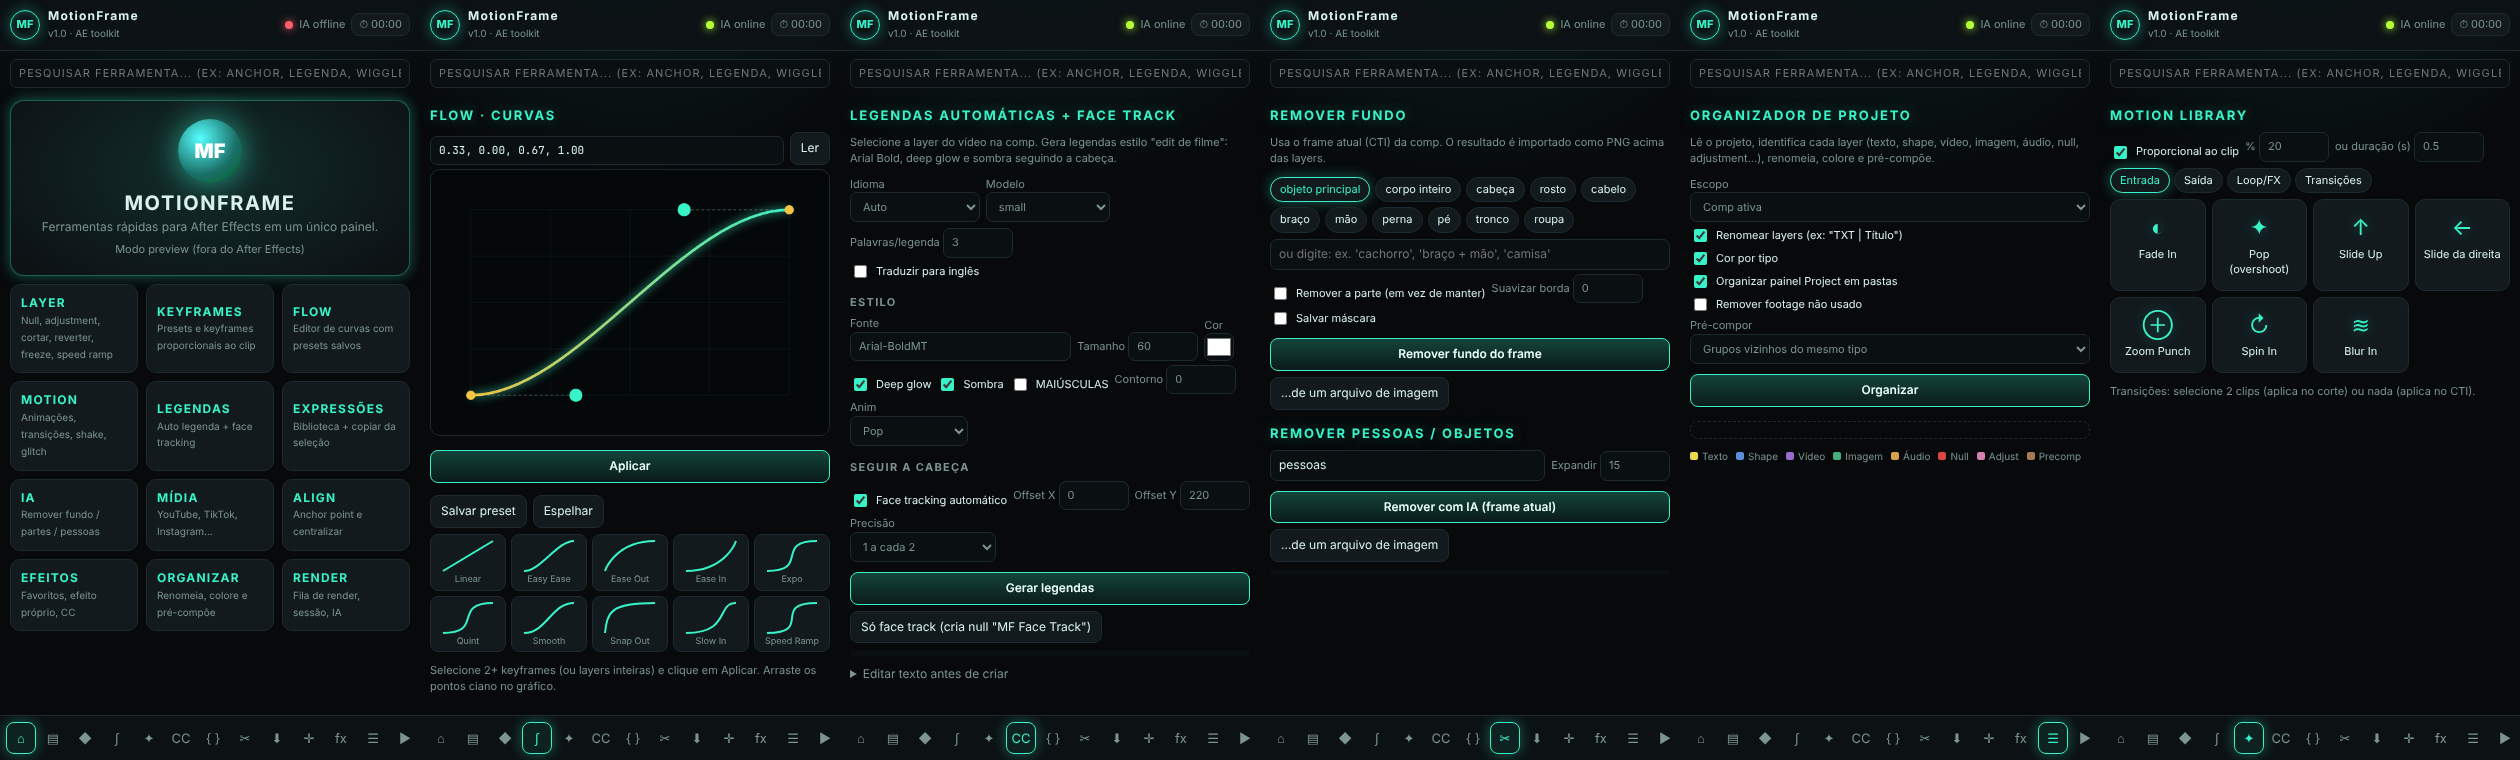 MF
MotionFrame
v1.0 · AE toolkit
IA offline
⏱ 00:00
PESQUISAR FERRAMENTA... (EX: ANCHOR, LEGENDA, WIGGLE
MF
MOTIONFRAME
Ferramentas rápidas para After Effects em um único painel.
Modo preview (fora do After Effects)
LAYER
Null, adjustment,
cortar, reverter,
freeze, speed ramp
KEYFRAMES
Presets e keyframes
proporcionais ao clip
FLOW
Editor de curvas com
presets salvos
MOTION
Animações,
transições, shake,
glitch
LEGENDAS
Auto legenda + face
tracking
EXPRESSÕES
Biblioteca + copiar da
seleção
IA
Remover fundo /
partes / pessoas
MÍDIA
YouTube, TikTok,
Instagram...
ALIGN
Anchor point e
centralizar
EFEITOS
Favoritos, efeito
próprio, CC
ORGANIZAR
Renomeia, colore e
pré-compõe
RENDER
Fila de render,
sessão, IA
CC { } fx
MF
MotionFrame
v1.0 · AE toolkit
IA online
⏱ 00:00
PESQUISAR FERRAMENTA... (EX: ANCHOR, LEGENDA, WIGGLE
FLOW · CURVAS
0.33, 0.00, 0.67, 1.00
Ler
Aplicar
Salvar preset
Espelhar
Linear
Easy Ease
Ease Out
Ease In
Expo
Quint
Smooth
Snap Out
Slow In
Speed Ramp
Selecione 2+ keyframes (ou layers inteiras) e clique em Aplicar. Arraste os
pontos ciano no gráfico.
CC { } fx
MF
MotionFrame
v1.0 · AE toolkit
IA online
⏱ 00:00
PESQUISAR FERRAMENTA... (EX: ANCHOR, LEGENDA, WIGGLE
LEGENDAS AUTOMÁTICAS + FACE TRACK
Selecione a layer do vídeo na comp. Gera legendas estilo "edit de filme":
Arial Bold, deep glow e sombra seguindo a cabeça.
Idioma
Auto
Modelo
small
Palavras/legenda 3
Traduzir para inglês
ESTILO
Fonte
Arial-BoldMT
Tamanho 60
Cor
Deep glow
Sombra
MAIÚSCULAS
Contorno 0
Anim
Pop
SEGUIR A CABEÇA
Face tracking automático
Offset X 0
Offset Y 220
Precisão
1 a cada 2
Gerar legendas
Só face track (cria null "MF Face Track")
▶ Editar texto antes de criar
CC { } fx
MF
MotionFrame
v1.0 · AE toolkit
IA online
⏱ 00:00
PESQUISAR FERRAMENTA... (EX: ANCHOR, LEGENDA, WIGGLE
REMOVER FUNDO
Usa o frame atual (CTI) da comp. O resultado é importado como PNG acima
das layers.
objeto principal
corpo inteiro
cabeça
rosto
cabelo
braço
mão
perna
pé
tronco
roupa
ou digite: ex. 'cachorro', 'braço + mão', 'camisa'
Remover a parte (em vez de manter)
Suavizar borda 0
Salvar máscara
Remover fundo do frame
...de um arquivo de imagem
REMOVER PESSOAS / OBJETOS
pessoas
Expandir 15
Remover com IA (frame atual)
...de um arquivo de imagem
CC { } fx
MF
MotionFrame
v1.0 · AE toolkit
IA online
⏱ 00:00
PESQUISAR FERRAMENTA... (EX: ANCHOR, LEGENDA, WIGGLE
ORGANIZADOR DE PROJETO
Lê o projeto, identifica cada layer (texto, shape, vídeo, imagem, áudio, null,
adjustment...), renomeia, colore e pré-compõe.
Escopo
Comp ativa
Renomear layers (ex: "TXT | Título")
Cor por tipo
Organizar painel Project em pastas
Remover footage não usado
Pré-compor
Grupos vizinhos do mesmo tipo
Organizar
Texto
Shape
Vídeo
Imagem
Áudio
Null
Adjust
Precomp
CC { } fx
MF
MotionFrame
v1.0 · AE toolkit
IA online
⏱ 00:00
PESQUISAR FERRAMENTA... (EX: ANCHOR, LEGENDA, WIGGLE
MOTION LIBRARY
Proporcional ao clip
% 20
ou duração (s) 0.5
Entrada
Saída
Loop/FX
Transições
Fade In
Pop
(overshoot)
Slide Up
Slide da direita
Zoom Punch
Spin In
Blur In
Transições: selecione 2 clips (aplica no corte) ou nada (aplica no CTI).
CC { } fx